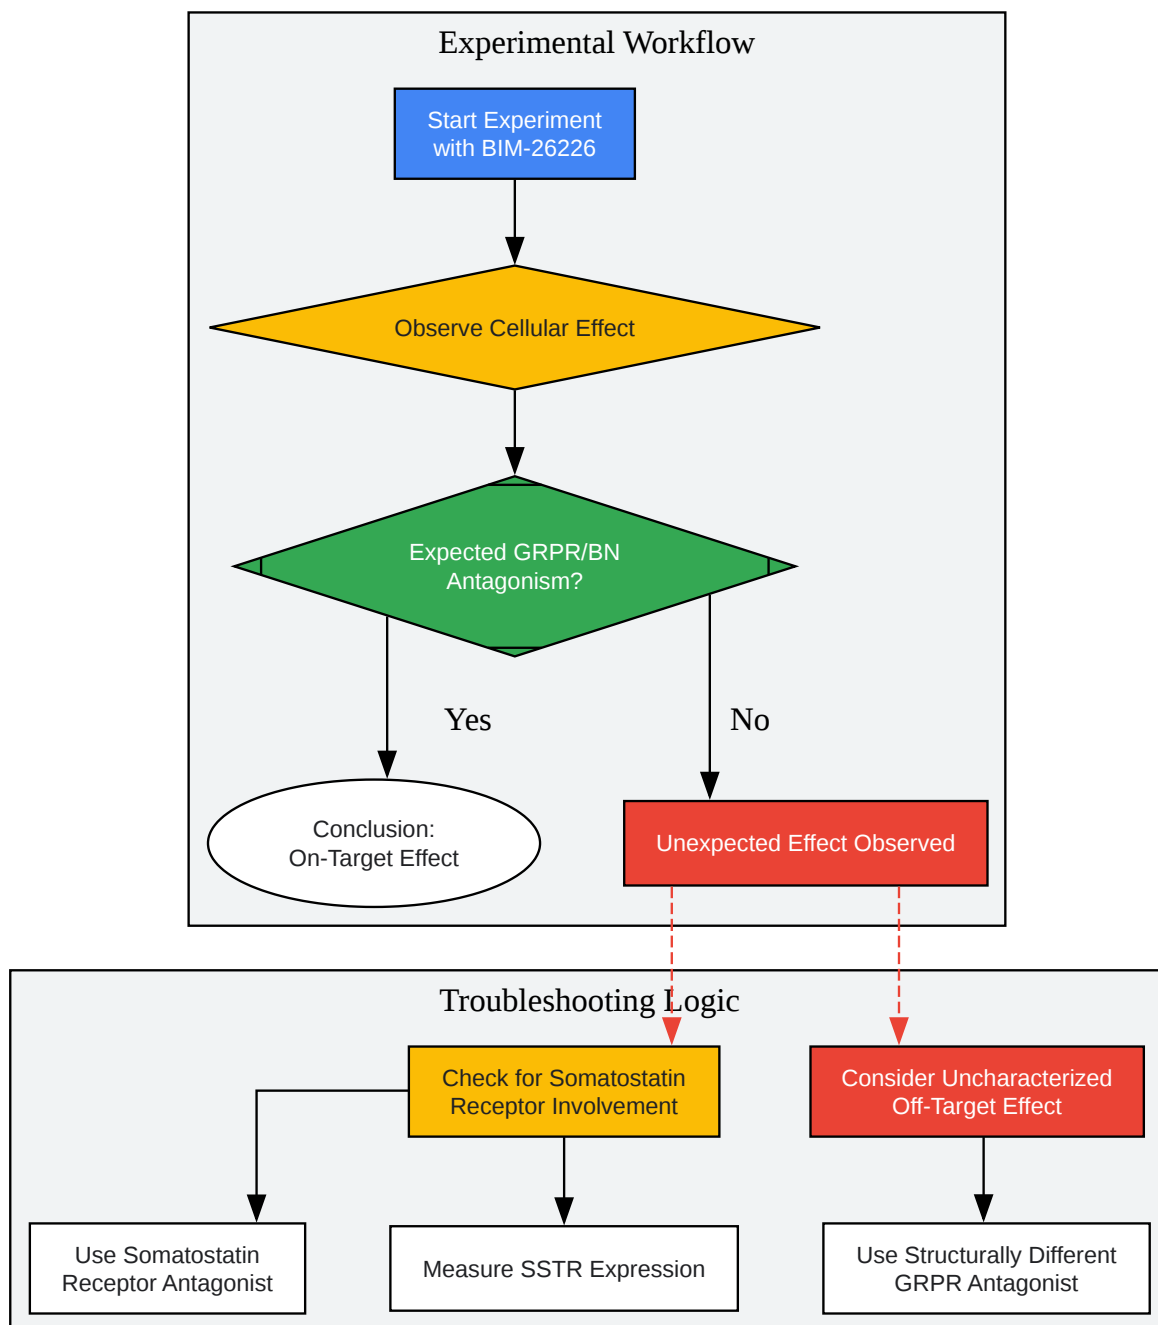 Experimental Workflow
Start Experiment
with BIM-26226
Observe Cellular Effect
Expected GRPR/BN
Antagonism?
Yes
No
Conclusion:
On-Target Effect
Unexpected Effect Observed
Troubleshooting Logic
Check for Somatostatin
Receptor Involvement
Consider Uncharacterized
Off-Target Effect
Use Somatostatin
Receptor Antagonist
Measure SSTR Expression
Use Structurally Different
GRPR Antagonist